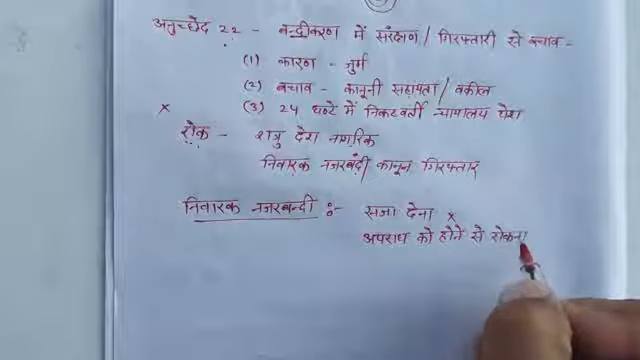 अनुच्छेद 22 - बन्दीकरण में संरक्षण / गिरफ्तारी से बचाव -
(1) कारण - जुर्म
(2) बचाव - कानूनी सहायता / वकील
x (3) 24 घण्टे में निकटवर्ती न्यायालय पेश
रोक - शत्रु देश नागरिक
निवारक नजरबंदी / कानून गिरफ्तार
निवारक नजरबन्दी :- सजा देना x
अपराध को होने से रोकना